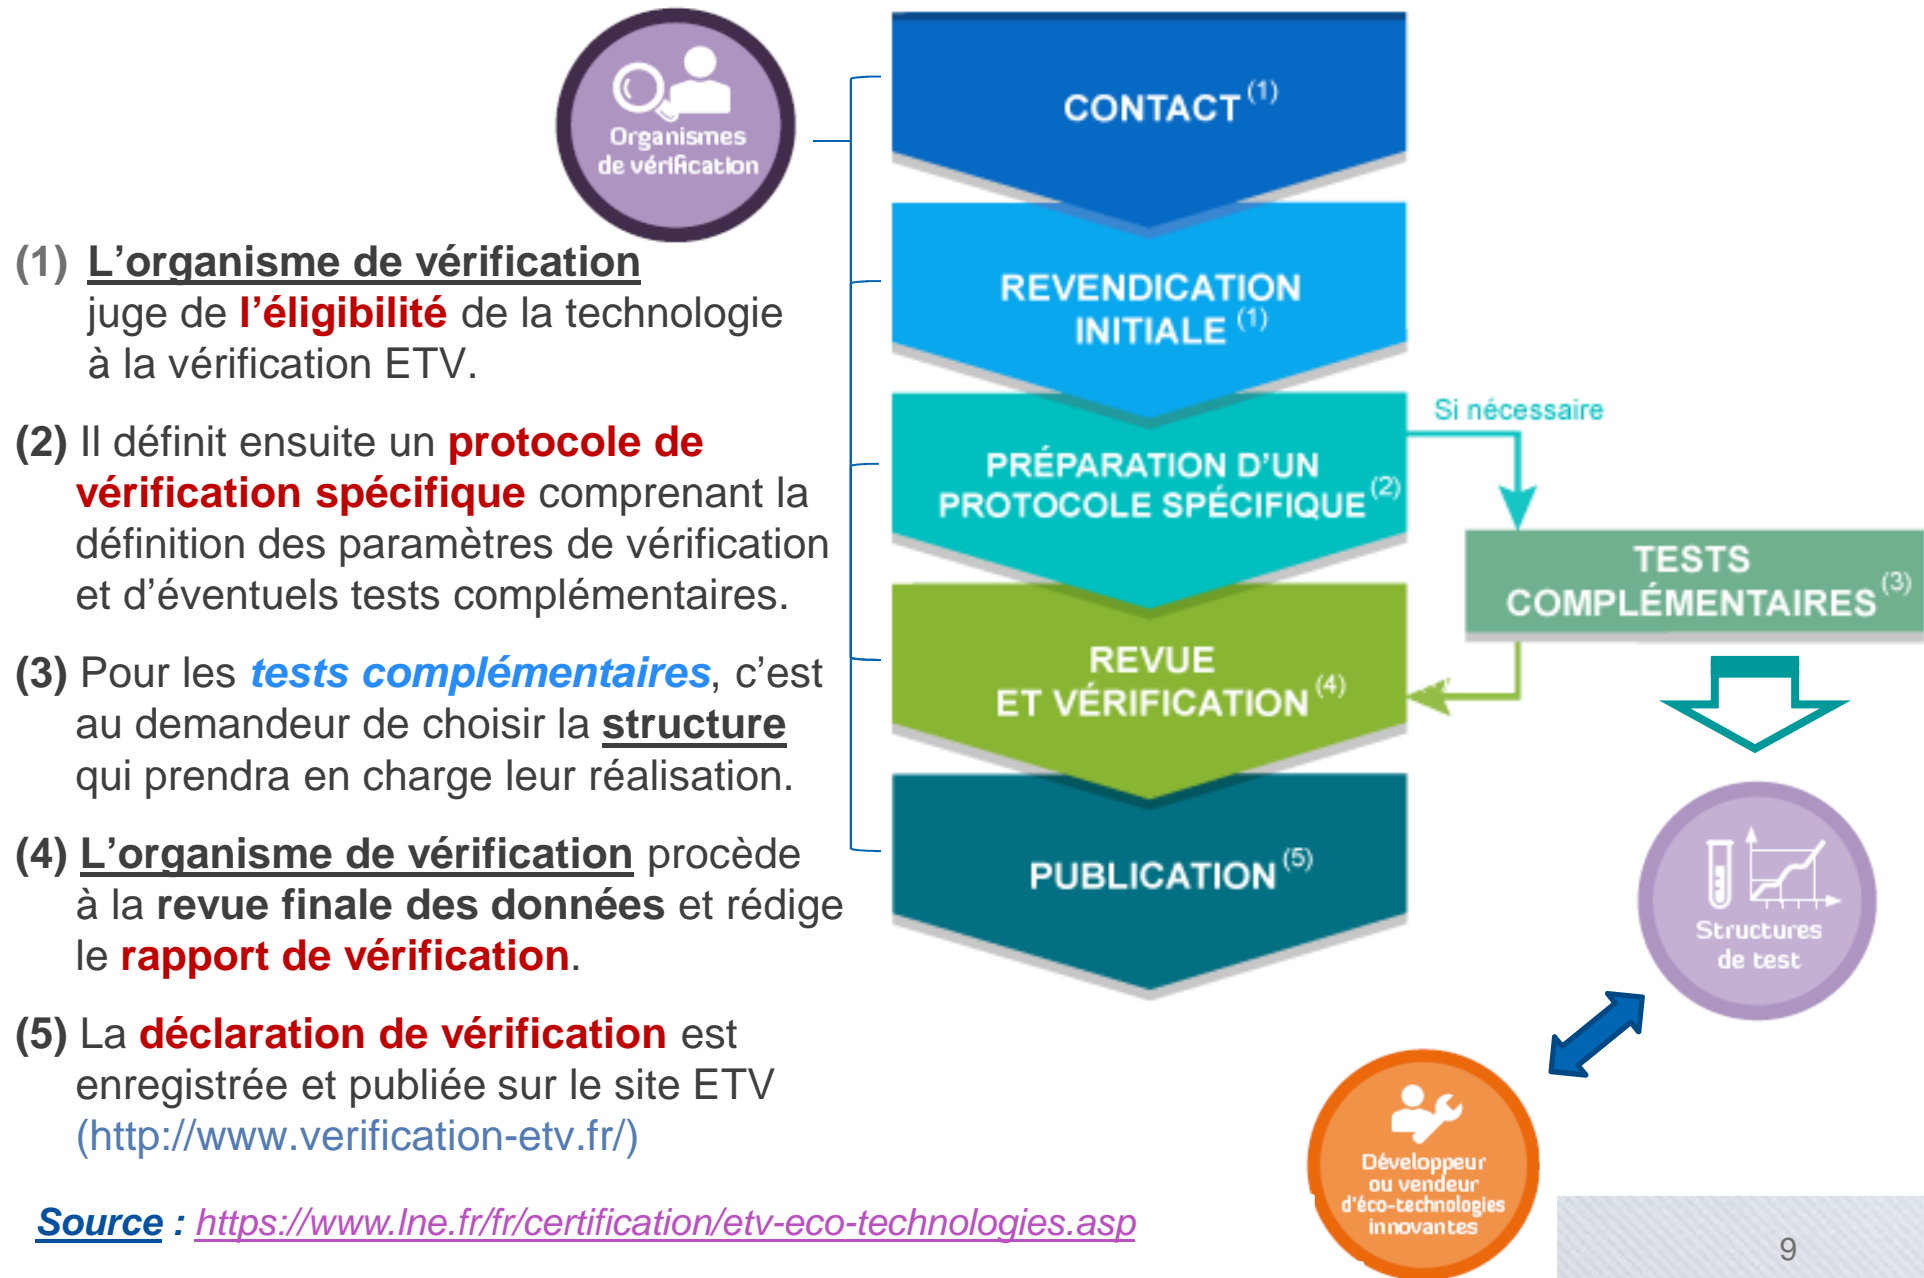 Organismes
de vérification
(1) L’organisme de vérification
juge de l’éligibilité de la technologie
à la vérification ETV.
(2) Il définit ensuite un protocole de
vérification spécifique comprenant la
définition des paramètres de vérification
et d’éventuels tests complémentaires.
(3) Pour les tests complémentaires, c’est
au demandeur de choisir la structure
qui prendra en charge leur réalisation.
(4) L’organisme de vérification procède
à la revue finale des données et rédige
le rapport de vérification.
(5) La déclaration de vérification est
enregistrée et publiée sur le site ETV
(http://www.verification-etv.fr/)
Source : https://www.lne.fr/fr/certification/etv-eco-technologies.asp
CONTACT (1)
REVENDICATION
INITIALE (1)
PRÉPARATION D’UN
PROTOCOLE SPÉCIFIQUE (2)
Si nécessaire
TESTS
COMPLÉMENTAIRES (3)
REVUE
ET VÉRIFICATION (4)
PUBLICATION (5)
Structures
de test
Développeur
ou vendeur
d'éco-technologies
innovantes
9